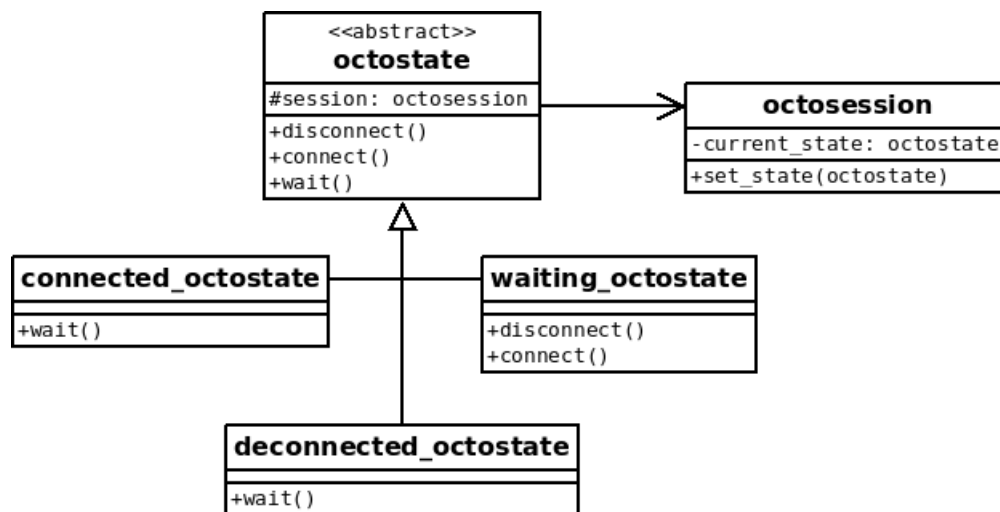 <<abstract>>
octostate
#session: octosession
+disconnect()
+connect()
+wait()
octosession
-current_state: octostate
+set_state(octostate)
connected_octostate
+wait()
waiting_octostate
+disconnect()
+connect()
deconnected_octostate
+wait()